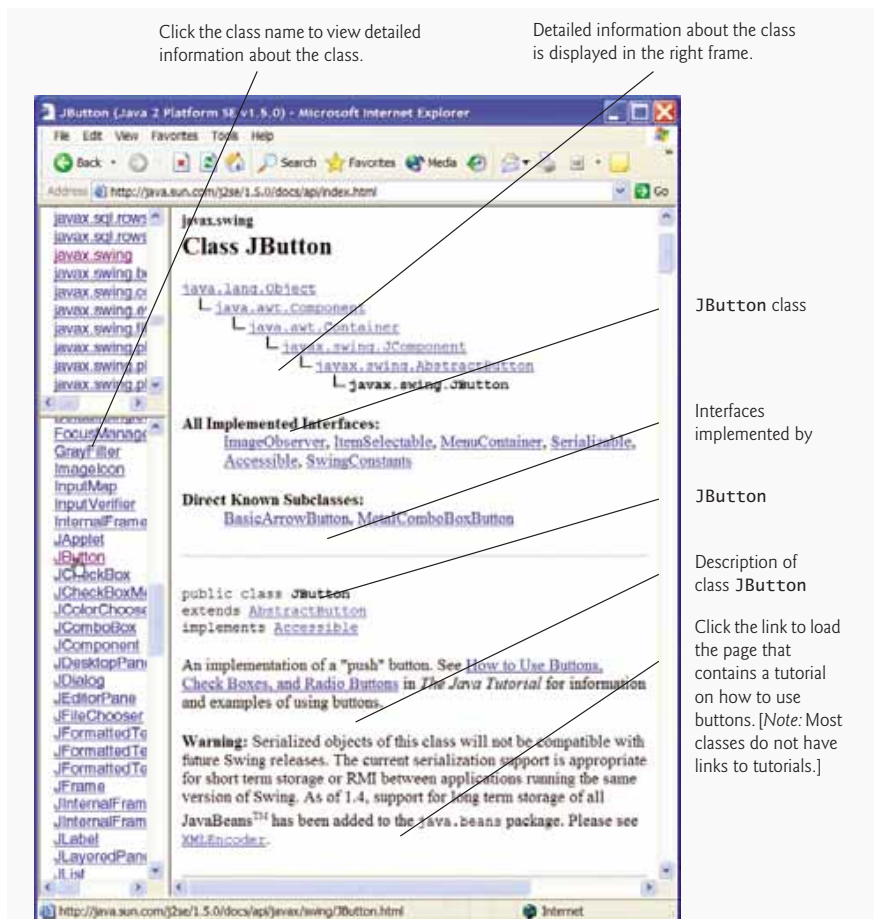 Click the class name to view detailed
information about the class.
Detailed information about the class
is displayed in the right frame.
JButton (Java 2 Platform SE v1.5.0) - Microsoft Internet Explorer
File Edit View Favorites Tools Help
Back Search Favorites Media
Address http://java.sun.com/j2se/1.5.0/docs/api/index.html Go
javax.sql.rows
javax.sql.rows
javax.swing
javax.swing.b
javax.swing
javax.swing
javax.swing
javax.swing.pl
javax.swing.pl
javax.swing.pl
FocusManage
GrayFilter
ImageIcon
InputMap
InputVerifier
InternalFrame
JApplet
JButton
JCheckBox
JCheckBoxM
JColorChoose
JComboBox
JComponent
JDesktopPan
JDialog
JEditorPane
JFileChooser
JFormattedTe
JFormattedTe
JFormattedTe
JFrame
JInternalFram
JInternalFram
JLabel
JLayeredPan
JList
javax.swing
Class JButton
java.lang.Object
java.awt.Component
java.awt.Container
javax.swing.JComponent
javax.swing.AbstractButton
javax.swing.JButton
All Implemented Interfaces:
ImageObserver, ItemSelectable, MenuContainer, Serializable,
Accessible, SwingConstants
Direct Known Subclasses:
BasicArrowButton, MetalComboBoxButton
public class JButton
extends AbstractButton
implements Accessible
An implementation of a "push" button. See How to Use Buttons,
Check Boxes, and Radio Buttons in The Java Tutorial for information
and examples of using buttons.
Warning: Serialized objects of this class will not be compatible with
future Swing releases. The current serialization support is appropriate
for short term storage or RMI between applications running the same
version of Swing. As of 1.4, support for long term storage of all
JavaBeans™ has been added to the java.beans package. Please see
XMLEncoder.
http://java.sun.com/j2se/1.5.0/docs/api/javax/swing/JButton.html Internet
JButton class
Interfaces
implemented by
JButton
Description of
class JButton
Click the link to load
the page that
contains a tutorial
on how to use
buttons. [Note: Most
classes do not have
links to tutorials.]